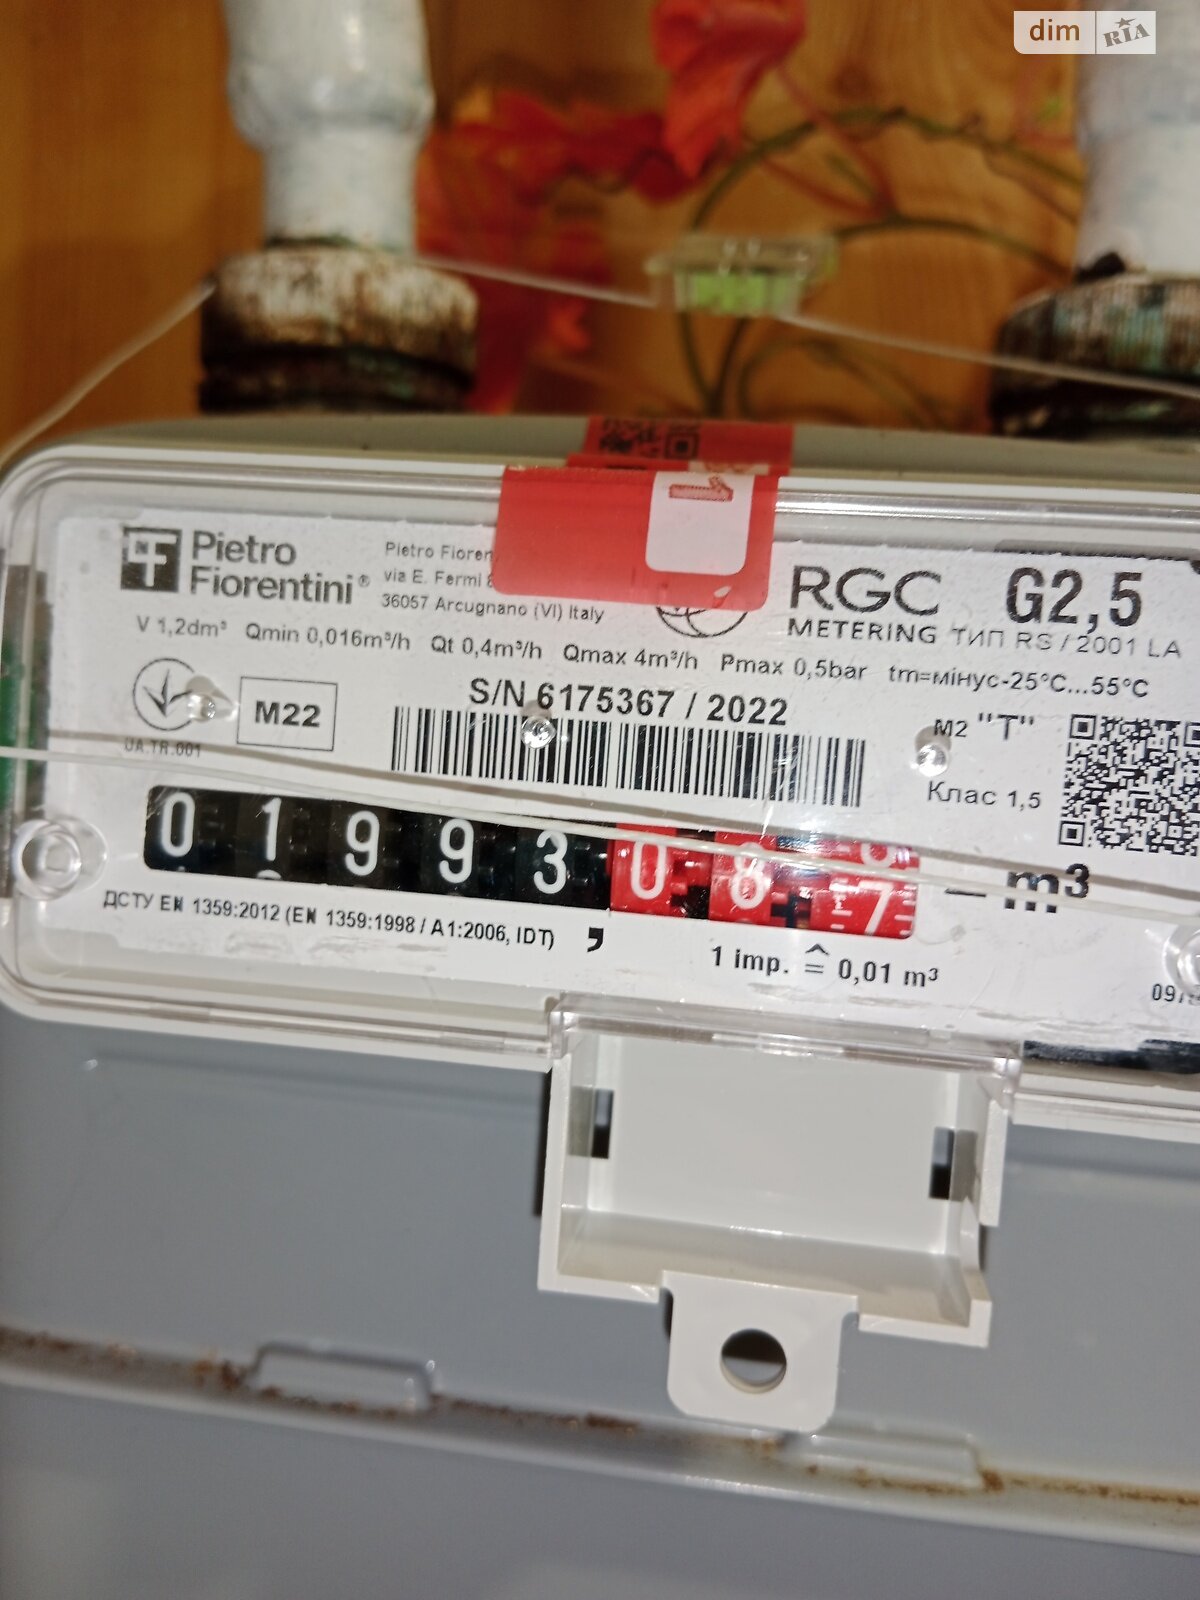 dim RIA
Pietro
Fiorentini®
Pietro Fioren
via E. Fermi
36057 Arcugnano (VI) Italy
RGC G2,5
METERING ТИП RS / 2001 LA
V 1,2dm³ Qmin 0,016m³/h Qt 0,4m³/h Qmax 4m³/h Pmax 0,5bar tm=мінус-25°C...55°C
S/N 6175367 / 2022
M22
UA.TR.001
M2 "T"
Клас 1,5
0 1 9 9 3 0 8 7 m³
ДСТУ EN 1359:2012 (EN 1359:1998 / A1:2006, IDT) ,
1 imp. ≙ 0,01 m³